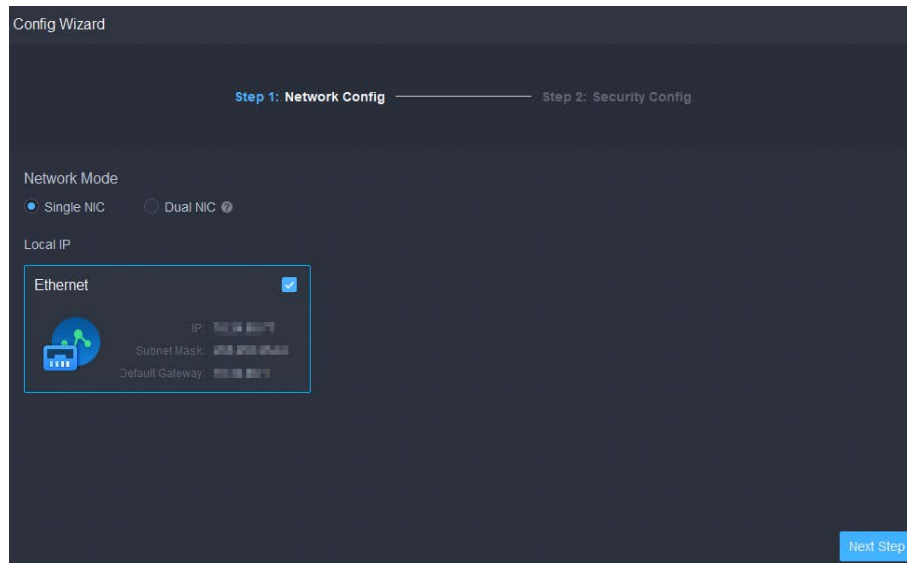 Config Wizard
Step 1: Network Config Step 2: Security Config
Network Mode
Single NIC Dual NIC
Local IP
Ethernet
IP:
Subnet Mask:
Default Gateway:
Next Step